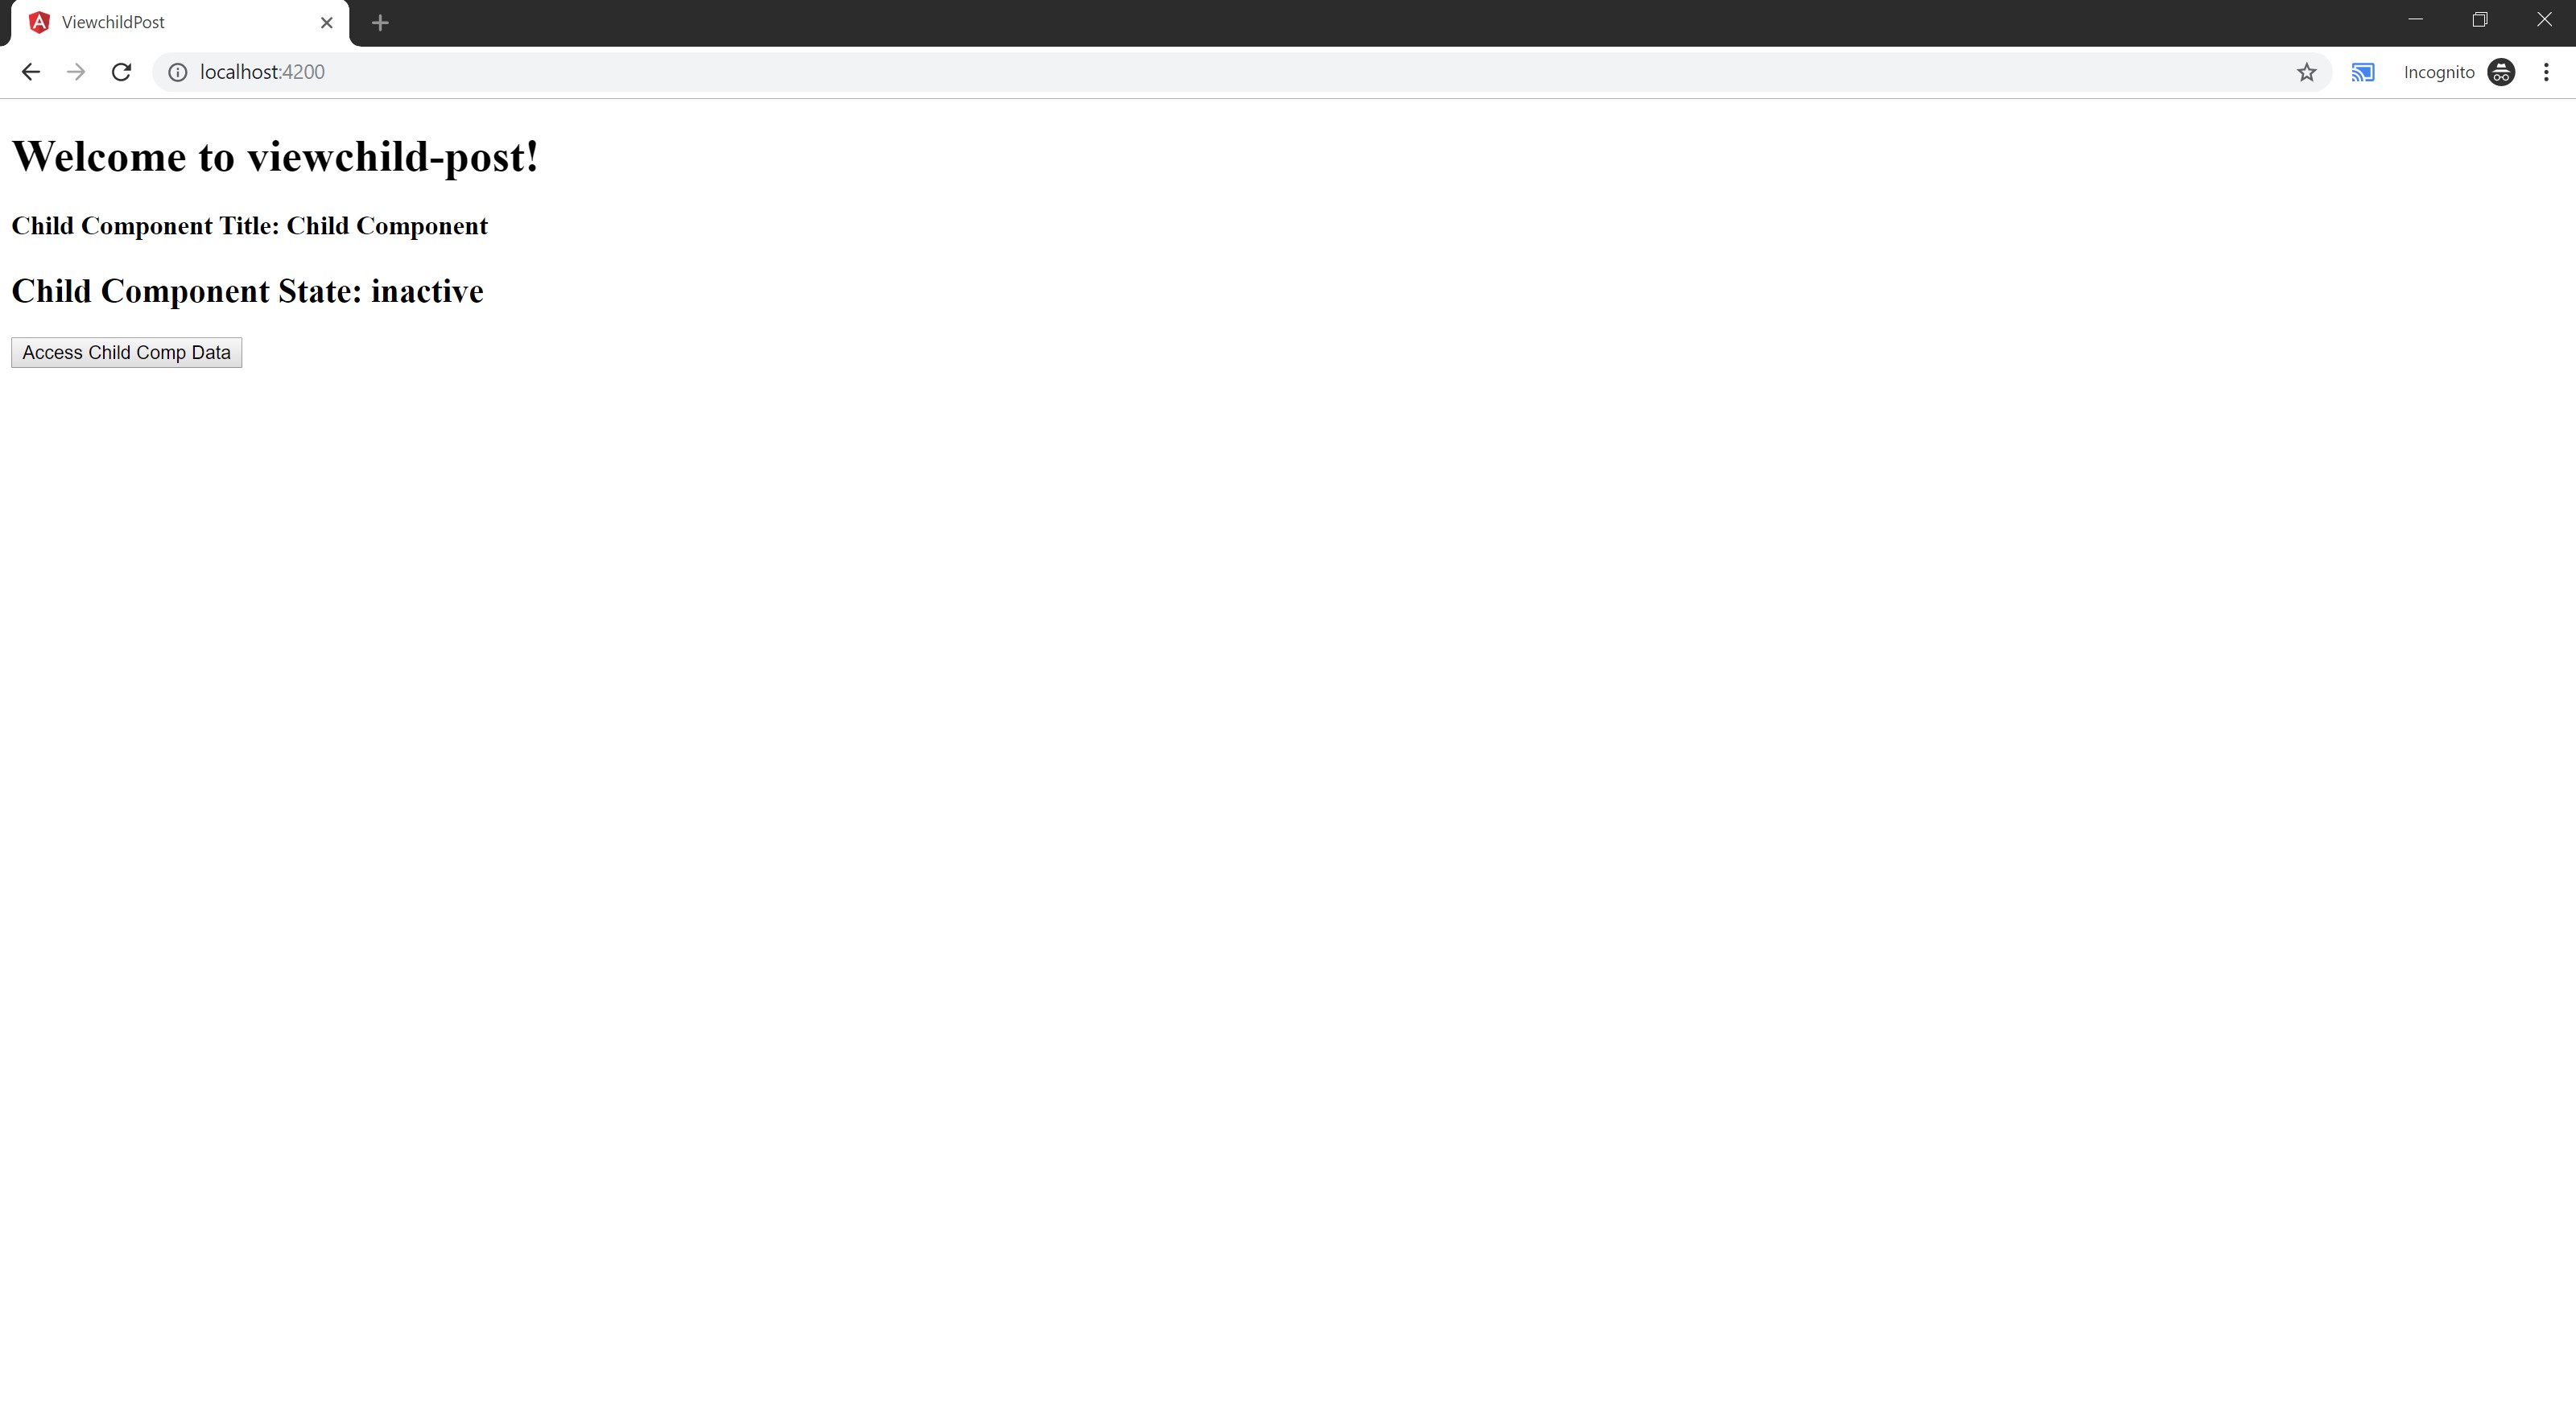 ViewchildPost
localhost:4200
Incognito
Welcome to viewchild-post!
Child Component Title: Child Component
Child Component State: inactive
Access Child Comp Data